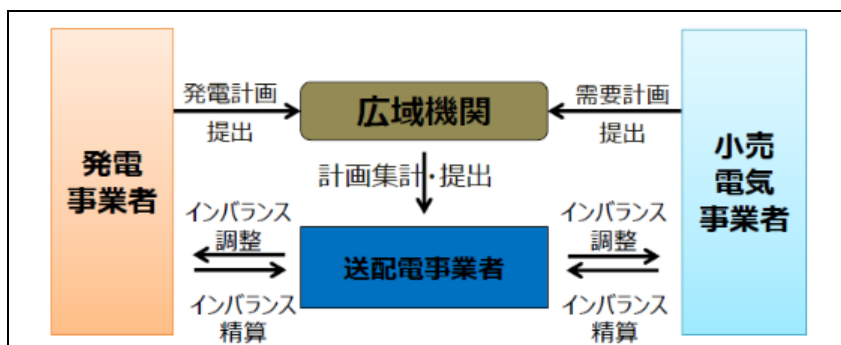 発電
事業者
発電計画
提出
広域機関
需要計画
提出
小売
電気
事業者
計画集計・提出
インバランス
調整
インバランス
精算
送配電事業者
インバランス
調整
インバランス
精算